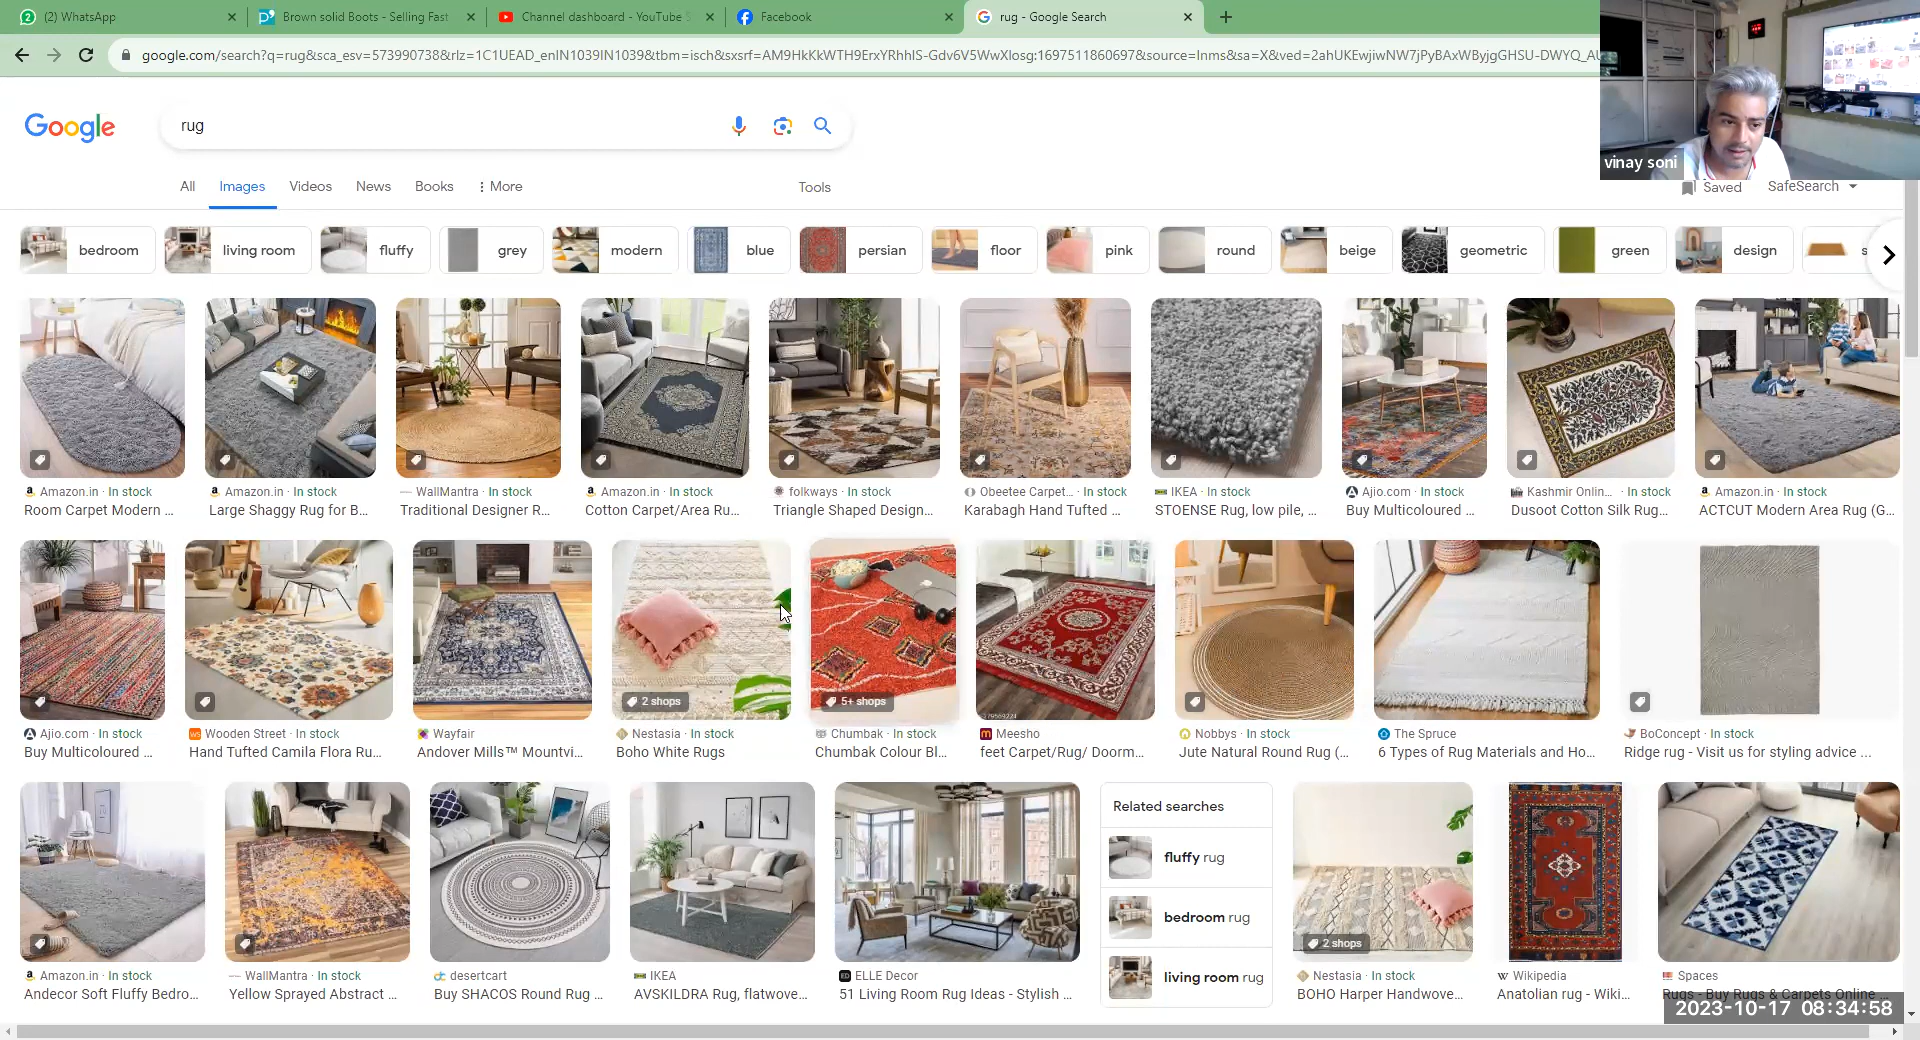 (2) WhatsApp
Brown solid Boots - Selling Fast
Channel dashboard - YouTube S
Facebook
rug - Google Search
google.com/search?q=rug&sca_esv=573990738&rlz=1C1UEAD_enIN1039IN1039&tbm=isch&sxsrf=AM9HkKkWTH9ErxYRhhIS-Gdv6V5WwXlosg:1697511860697&source=lnms&sa=X&ved=2ahUKEwjiwNW7jPyBAxWByjgGHSU-DWYQ_AU
vinay soni
Google
rug
All
Images
Videos
News
Books
More
Tools
Saved
SafeSearch
bedroom
living room
fluffy
grey
modern
blue
persian
floor
pink
round
beige
geometric
green
design
s
Amazon.in · In stock
Room Carpet Modern ...
Amazon.in · In stock
Large Shaggy Rug for B...
WallMantra · In stock
Traditional Designer R...
Amazon.in · In stock
Cotton Carpet/Area Ru...
folkways · In stock
Triangle Shaped Design...
Obeetee Carpet... · In stock
Karabagh Hand Tufted ...
IKEA · In stock
STOENSE Rug, low pile, ...
Ajio.com · In stock
Buy Multicoloured ...
Kashmir Onlin... · In stock
Dusoot Cotton Silk Rug...
Amazon.in · In stock
ACTCUT Modern Area Rug (G...
Ajio.com · In stock
Buy Multicoloured ...
Wooden Street · In stock
Hand Tufted Camila Flora Ru...
Wayfair
Andover Mills™ Mountvi...
2 shops
Nestasia · In stock
Boho White Rugs
5+ shops
Chumbak · In stock
Chumbak Colour Bl...
Meesho
feet Carpet/Rug/ Doorm...
Nobbys · In stock
Jute Natural Round Rug (...
The Spruce
6 Types of Rug Materials and Ho...
BoConcept · In stock
Ridge rug - Visit us for styling advice ...
Amazon.in · In stock
Andecor Soft Fluffy Bedro...
WallMantra · In stock
Yellow Sprayed Abstract ...
desertcart
Buy SHACOS Round Rug ...
IKEA
AVSKILDRA Rug, flatwove...
ELLE Decor
51 Living Room Rug Ideas - Stylish ...
Related searches
fluffy rug
bedroom rug
living room rug
2 shops
Nestasia · In stock
BOHO Harper Handwove...
Wikipedia
Anatolian rug - Wiki...
Spaces
Rugs - Buy Rugs & Carpets Online ...
2023-10-17 08:34:58